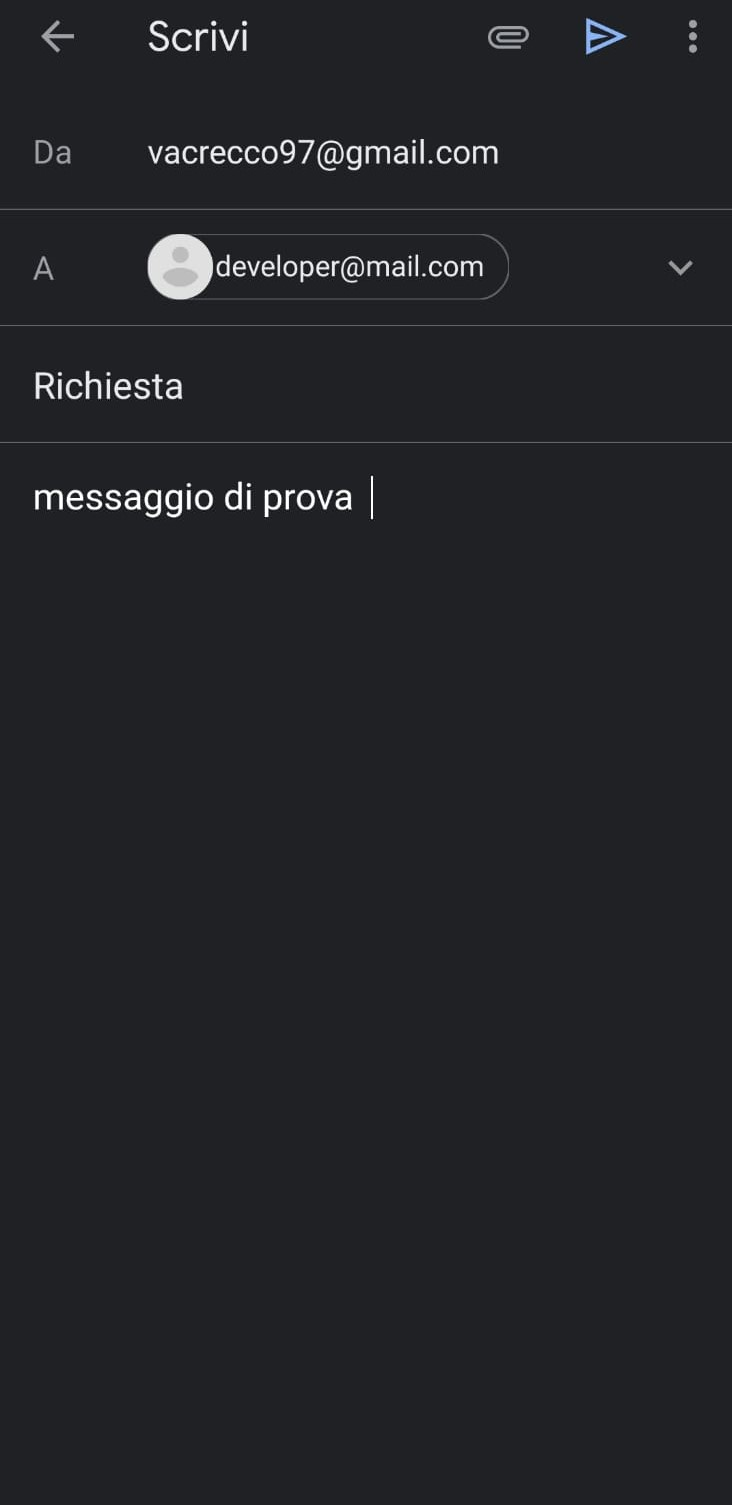 Scrivi
Da vacrecco97@gmail.com
A developer@mail.com
Richiesta
messaggio di prova